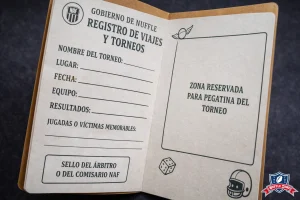 GOBIERNO DE NUFFLE
REGISTRO DE VIAJES
Y TORNEOS
NOMBRE DEL TORNEO:
LUGAR:
FECHA:
EQUIPO:
RESULTADOS:
JUGADAS O VÍCTIMAS MEMORABLES:
SELLO DEL ÁRBITRO
O DEL COMISARIO NAF
ZONA RESERVADA
PARA PEGATINA DEL
TORNEO